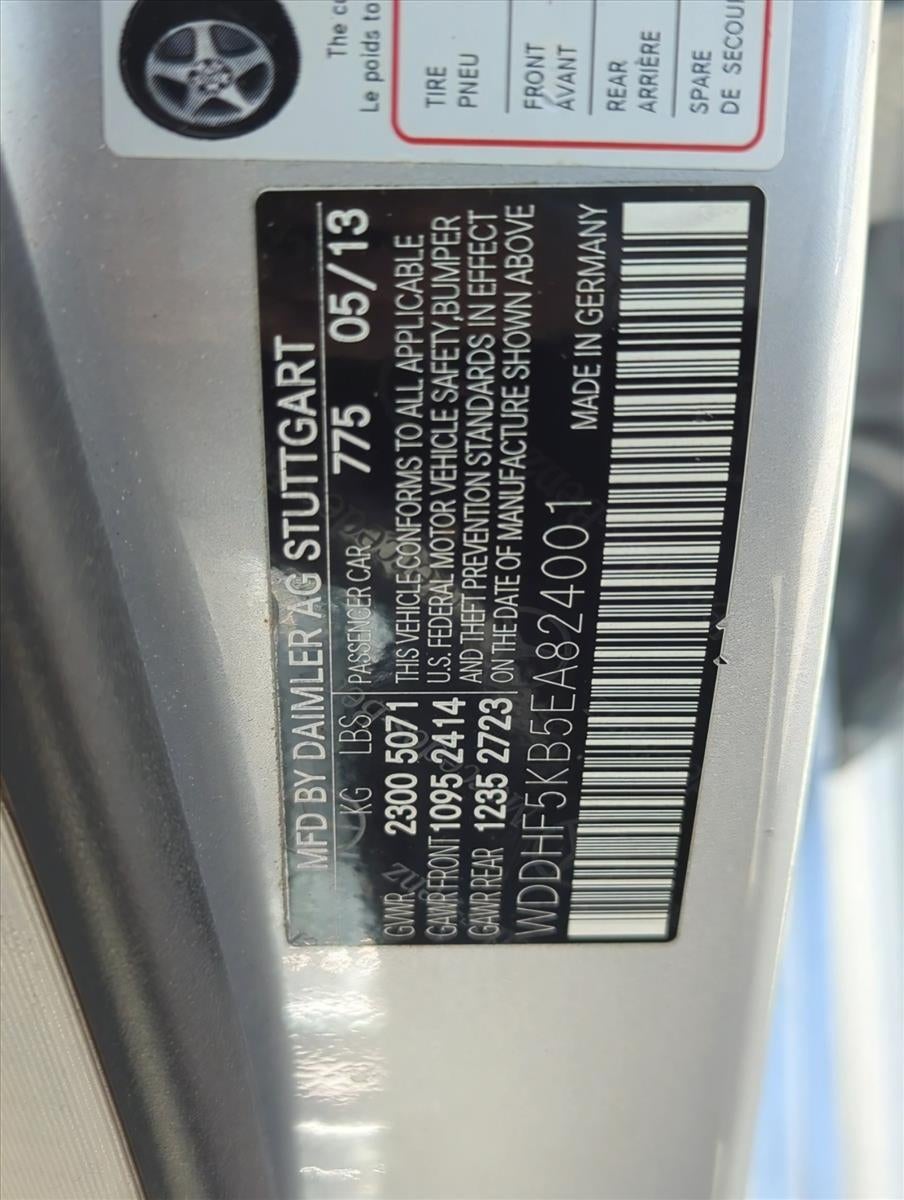 The
Le poids to
TIRE
PNEU
FRONT
AVANT
REAR
ARRIÈRE
SPARE
DE SECOU
MFD BY DAIMLER AG STUTTGART
KG LBS PASSENGER CAR 775 05/13
GVWR 2300 5071 THIS VEHICLE CONFORMS TO ALL APPLICABLE
GAWR FRONT 1095 2414 U.S. FEDERAL MOTOR VEHICLE SAFETY, BUMPER
GAWR REAR 1235 2723 AND THEFT PREVENTION STANDARDS IN EFFECT
ON THE DATE OF MANUFACTURE SHOWN ABOVE
WDDHF5KB5EA824001 MADE IN GERMANY